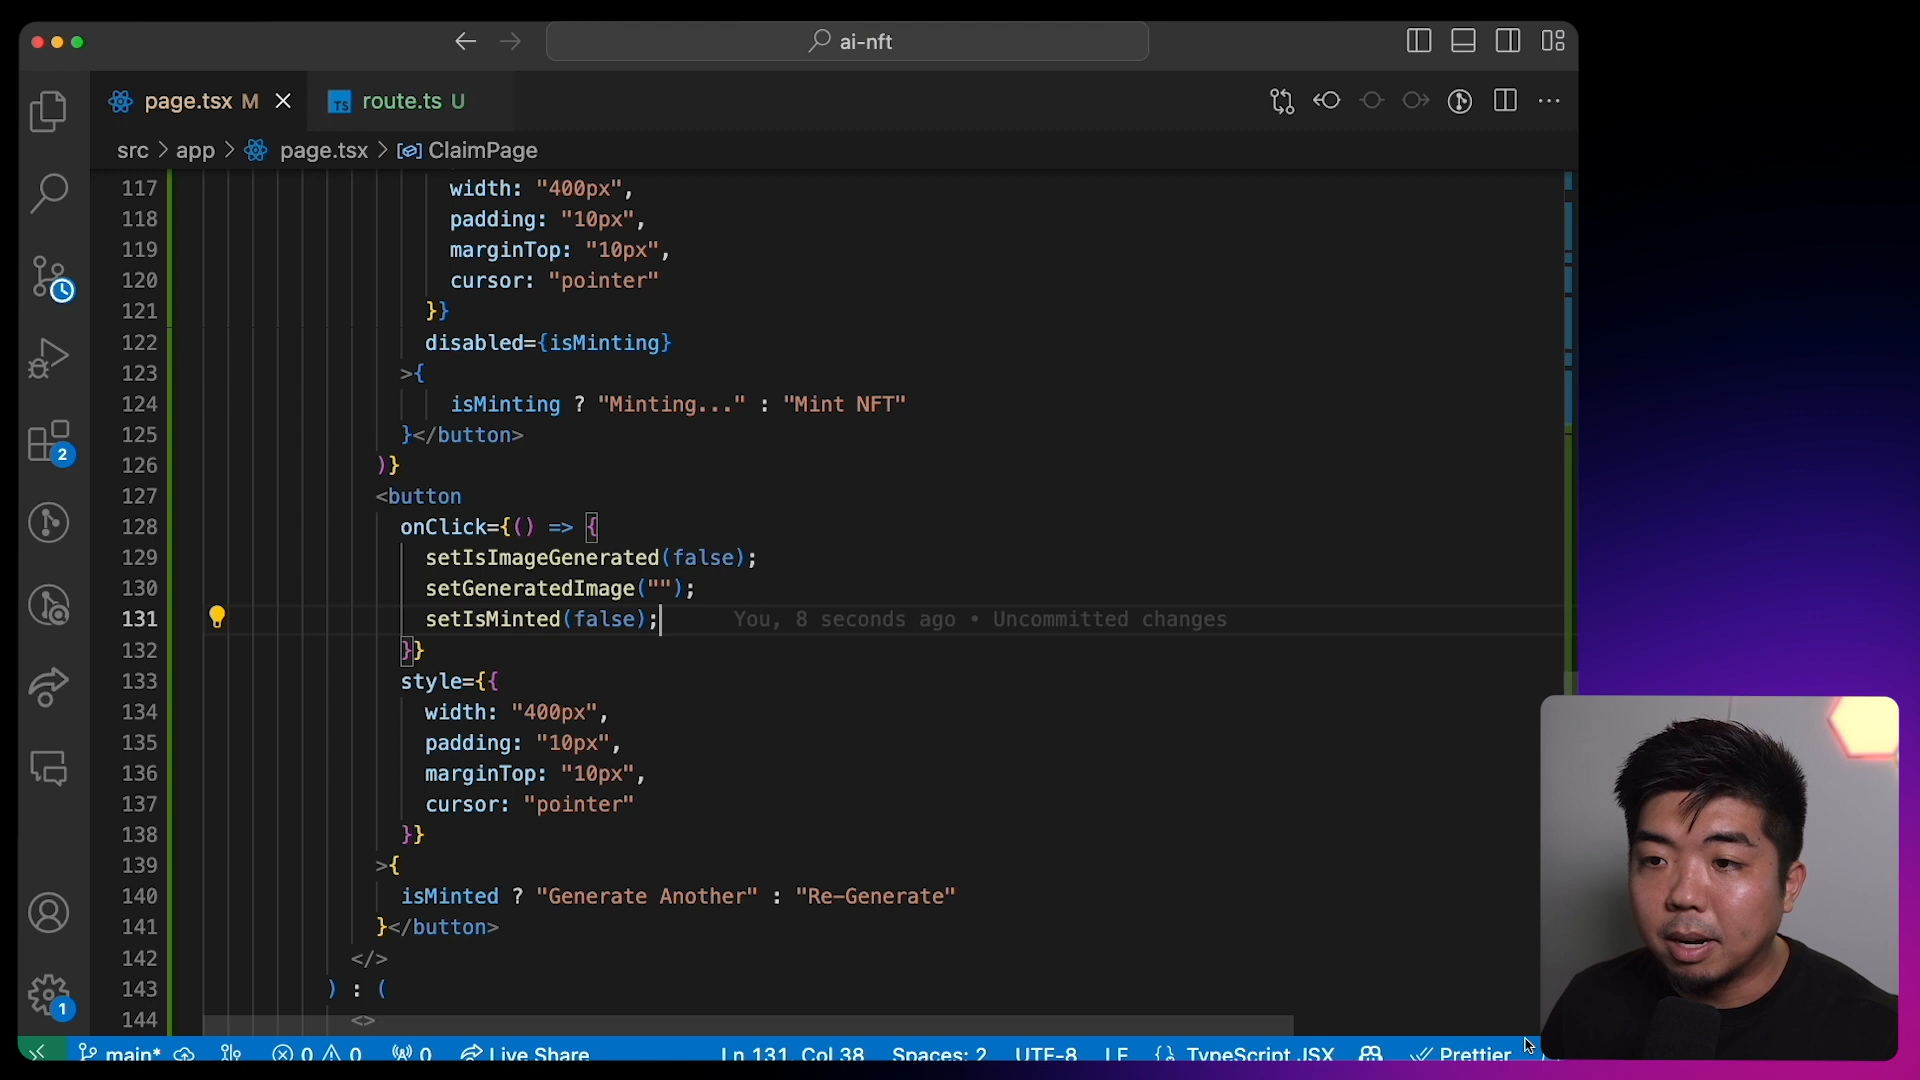 ai-nft
page.tsx M
TS route.ts U
src > app > page.tsx > ClaimPage
117 width: "400px",
118 padding: "10px",
119 marginTop: "10px",
120 cursor: "pointer"
121 }}
122 disabled={isMinting}
123 >{
124 isMinting ? "Minting..." : "Mint NFT"
125 }</button>
126 )}
127 <button
128 onClick={() => {
129 setIsImageGenerated(false);
130 setGeneratedImage("");
131 setIsMinted(false); You, 8 seconds ago • Uncommitted changes
132 }}
133 style={{
134 width: "400px",
135 padding: "10px",
136 marginTop: "10px",
137 cursor: "pointer"
138 }}
139 >{
140 isMinted ? "Generate Another" : "Re-Generate"
141 }</button>
142 </>
143 ) : (
144 <>
2
1
main* 0 0 0 Live Share Ln 131, Col 38 Spaces: 2 UTF-8 LF {} TypeScript JSX Prettier